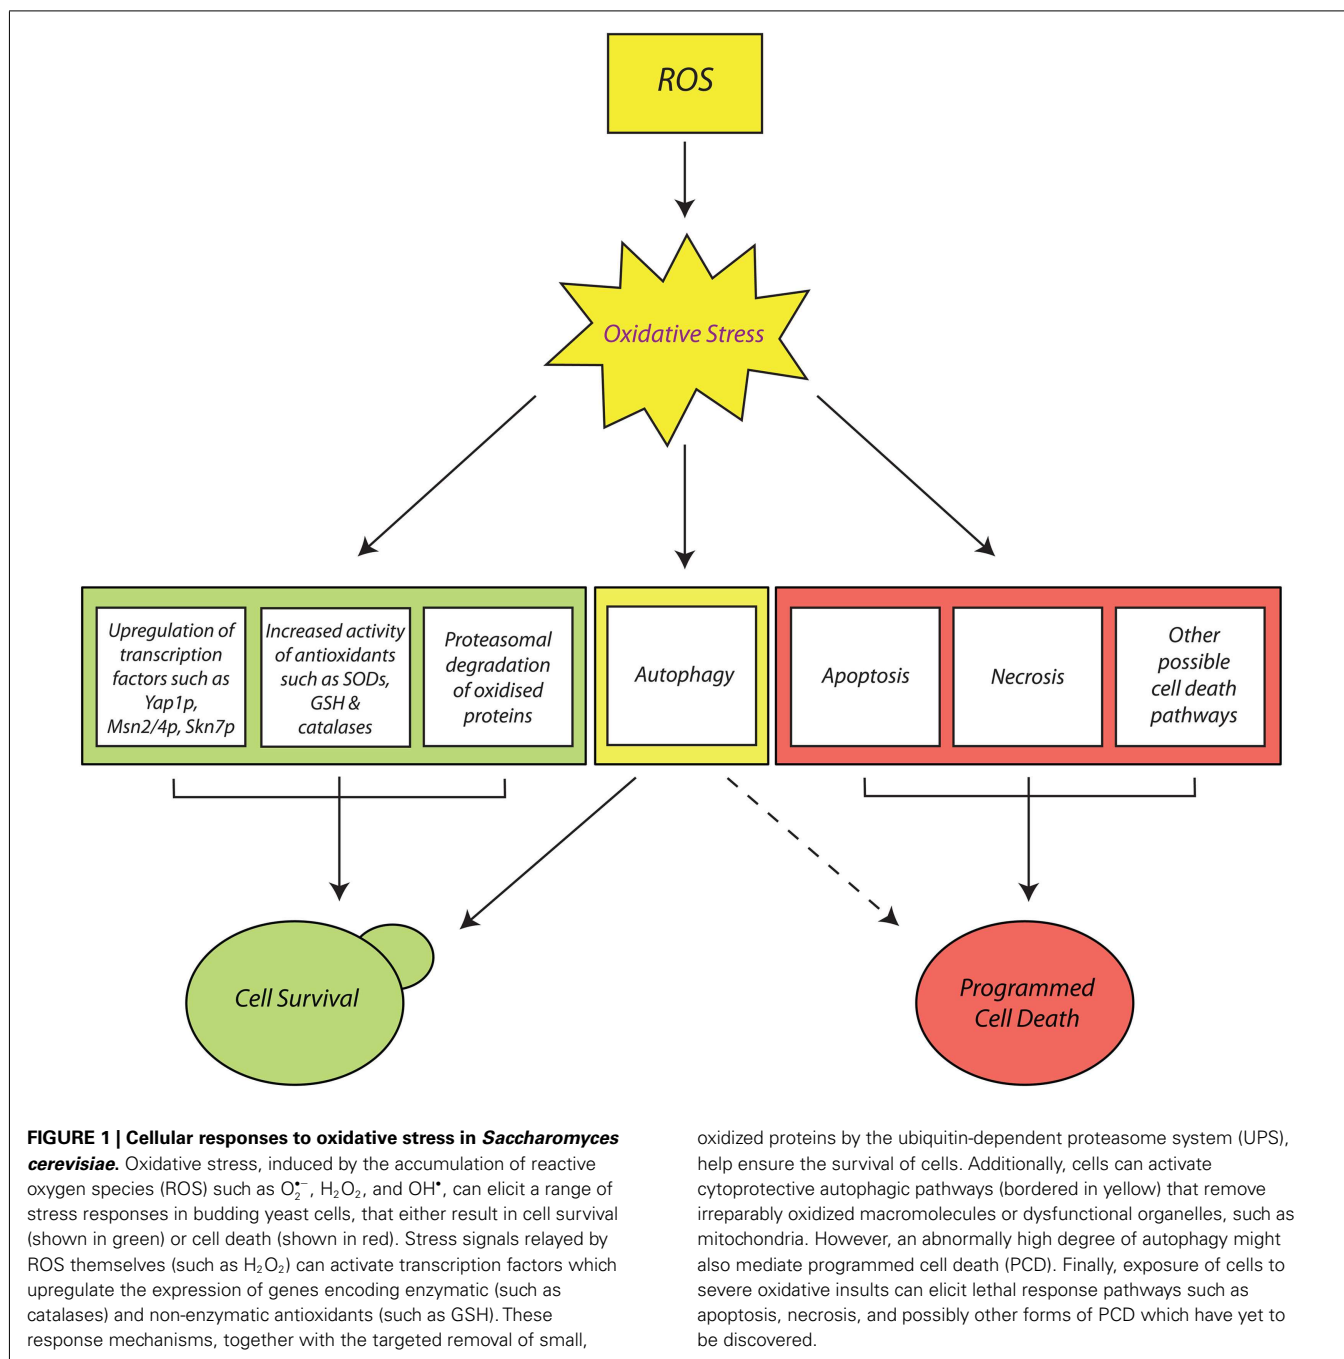 ROS
Oxidative Stress
Upregulation of
transcription
factors such as
Yap1p,
Msn2/4p, Skn7p
Increased activity
of antioxidants
such as SODs,
GSH &
catalases
Proteasomal
degradation
of oxidised
proteins
Autophagy
Apoptosis
Necrosis
Other
possible
cell death
pathways
Cell Survival
Programmed
Cell Death
FIGURE 1 | Cellular responses to oxidative stress in Saccharomyces
cerevisiae. Oxidative stress, induced by the accumulation of reactive
oxygen species (ROS) such as O₂•⁻, H₂O₂, and OH•, can elicit a range of
stress responses in budding yeast cells, that either result in cell survival
(shown in green) or cell death (shown in red). Stress signals relayed by
ROS themselves (such as H₂O₂) can activate transcription factors which
upregulate the expression of genes encoding enzymatic (such as
catalases) and non-enzymatic antioxidants (such as GSH). These
response mechanisms, together with the targeted removal of small,
oxidized proteins by the ubiquitin-dependent proteasome system (UPS),
help ensure the survival of cells. Additionally, cells can activate
cytoprotective autophagic pathways (bordered in yellow) that remove
irreparably oxidized macromolecules or dysfunctional organelles, such as
mitochondria. However, an abnormally high degree of autophagy might
also mediate programmed cell death (PCD). Finally, exposure of cells to
severe oxidative insults can elicit lethal response pathways such as
apoptosis, necrosis, and possibly other forms of PCD which have yet to
be discovered.